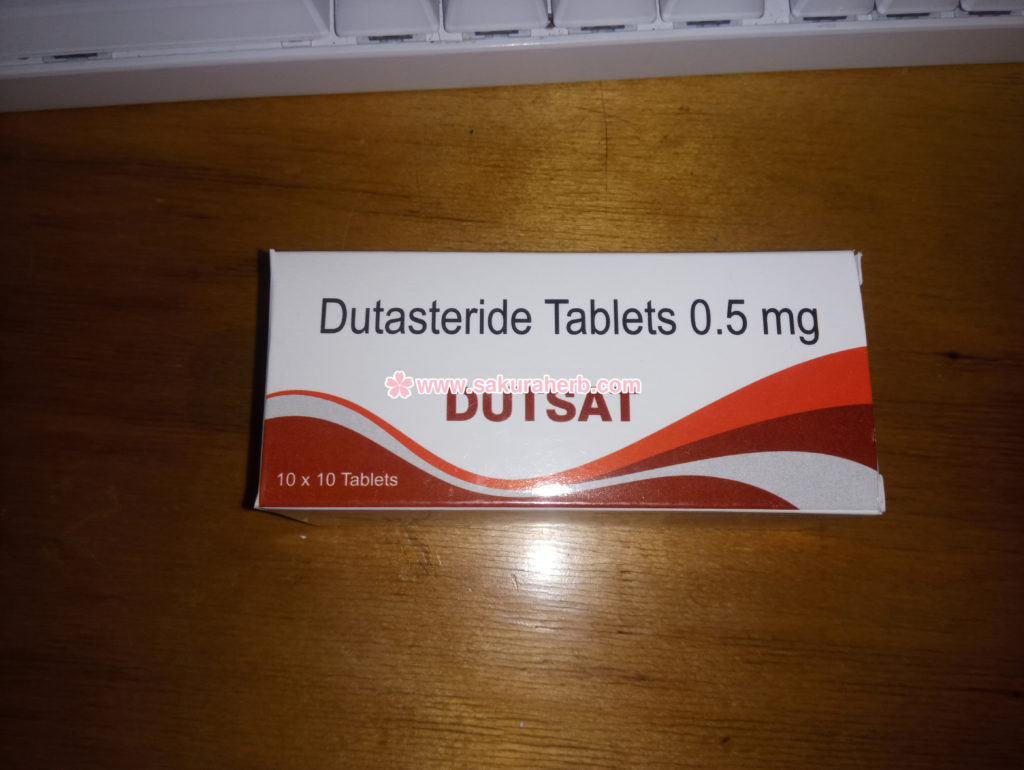 Dutasteride Tablets 0.5 mg
www.sakuraherb.com
DUTSAT
10 x 10 Tablets